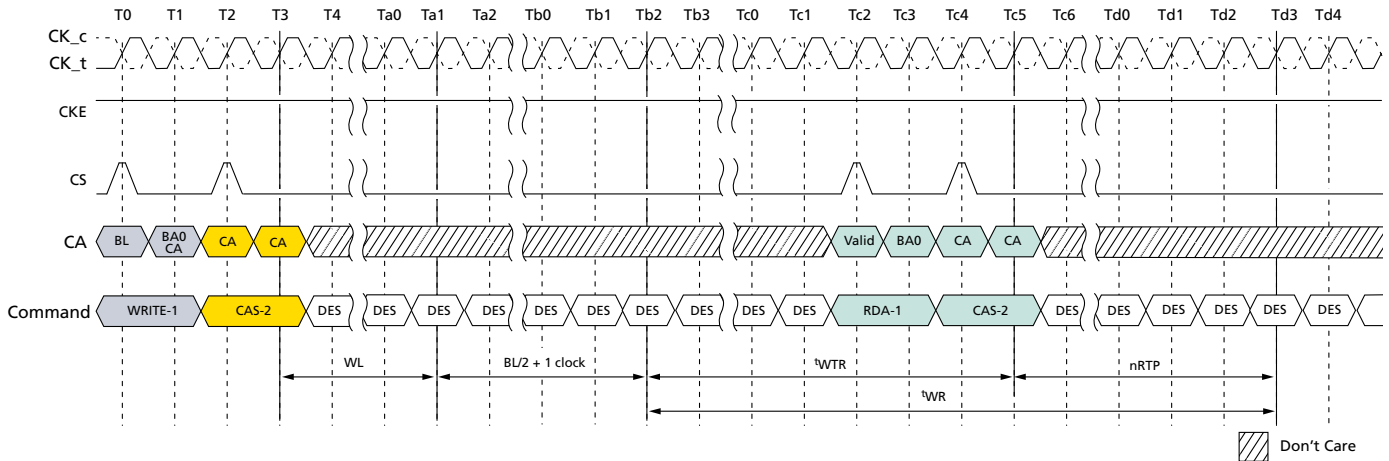 T0 T1 T2 T3 T4 Ta0 Ta1 Ta2 Tb0 Tb1 Tb2 Tb3 Tc0 Tc1 Tc2 Tc3 Tc4 Tc5 Tc6 Td0 Td1 Td2 Td3 Td4
CK_c
CK_t
CKE
CS
CA BL BA0 CA CA CA Valid BA0 CA CA
Command WRITE-1 CAS-2 DES DES DES DES DES DES DES DES DES DES RDA-1 CAS-2 DES DES DES DES DES DES
WL BL/2 + 1 clock tWTR nRTP
tWR
Don't Care